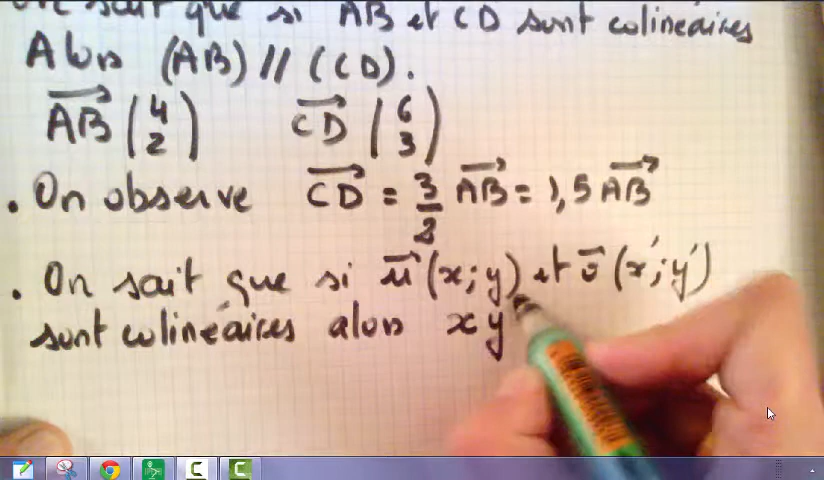 On sait que si AB et CD sont colinéaires
Alors (AB) // (CD).
AB (4 2) CD (6 3)
. On observe CD = 3/2 AB = 1,5 AB
. On sait que si u (x; y) et v (x'; y')
sont colinéaires alors x y